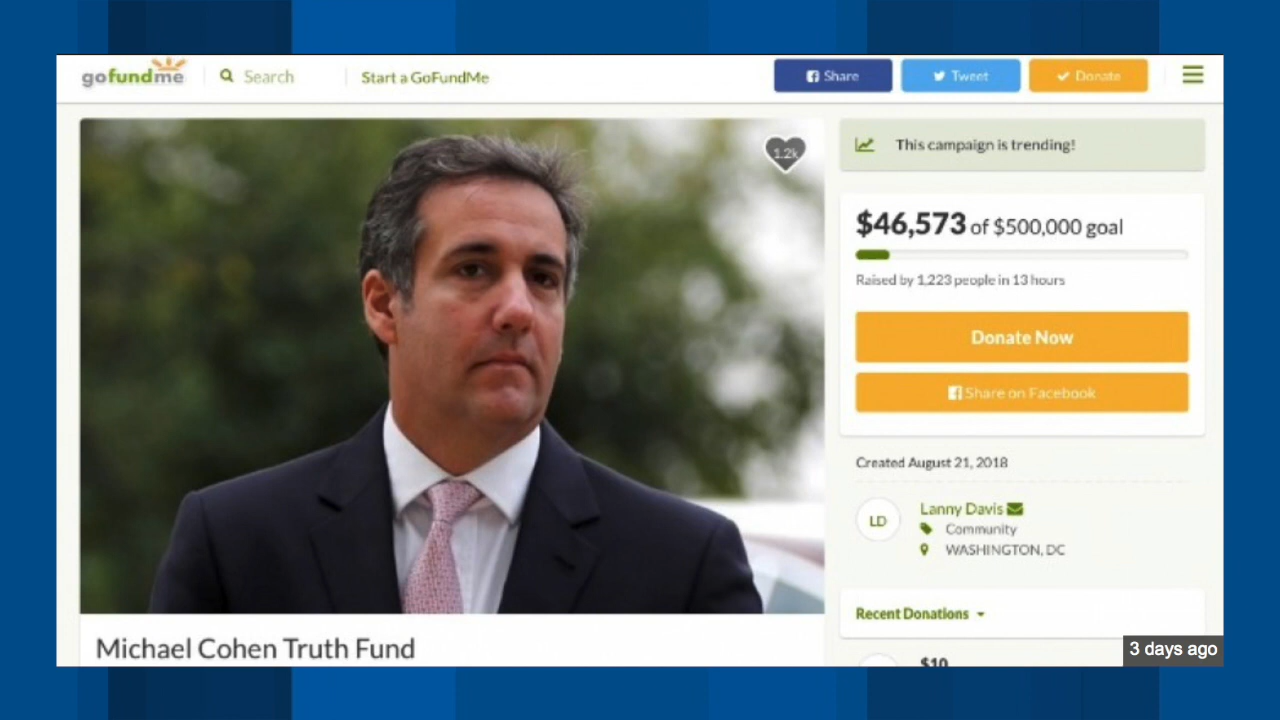 gofundme
Search
Start a GoFundMe
Share
Tweet
Donate
1.2k
This campaign is trending!
$46,573 of $500,000 goal
Raised by 1,223 people in 13 hours
Donate Now
Share on Facebook
Created August 21, 2018
LD
Lanny Davis
Community
WASHINGTON, DC
Recent Donations
Michael Cohen Truth Fund
3 days ago
$10